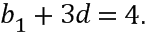 b₁ + 3d = 4.